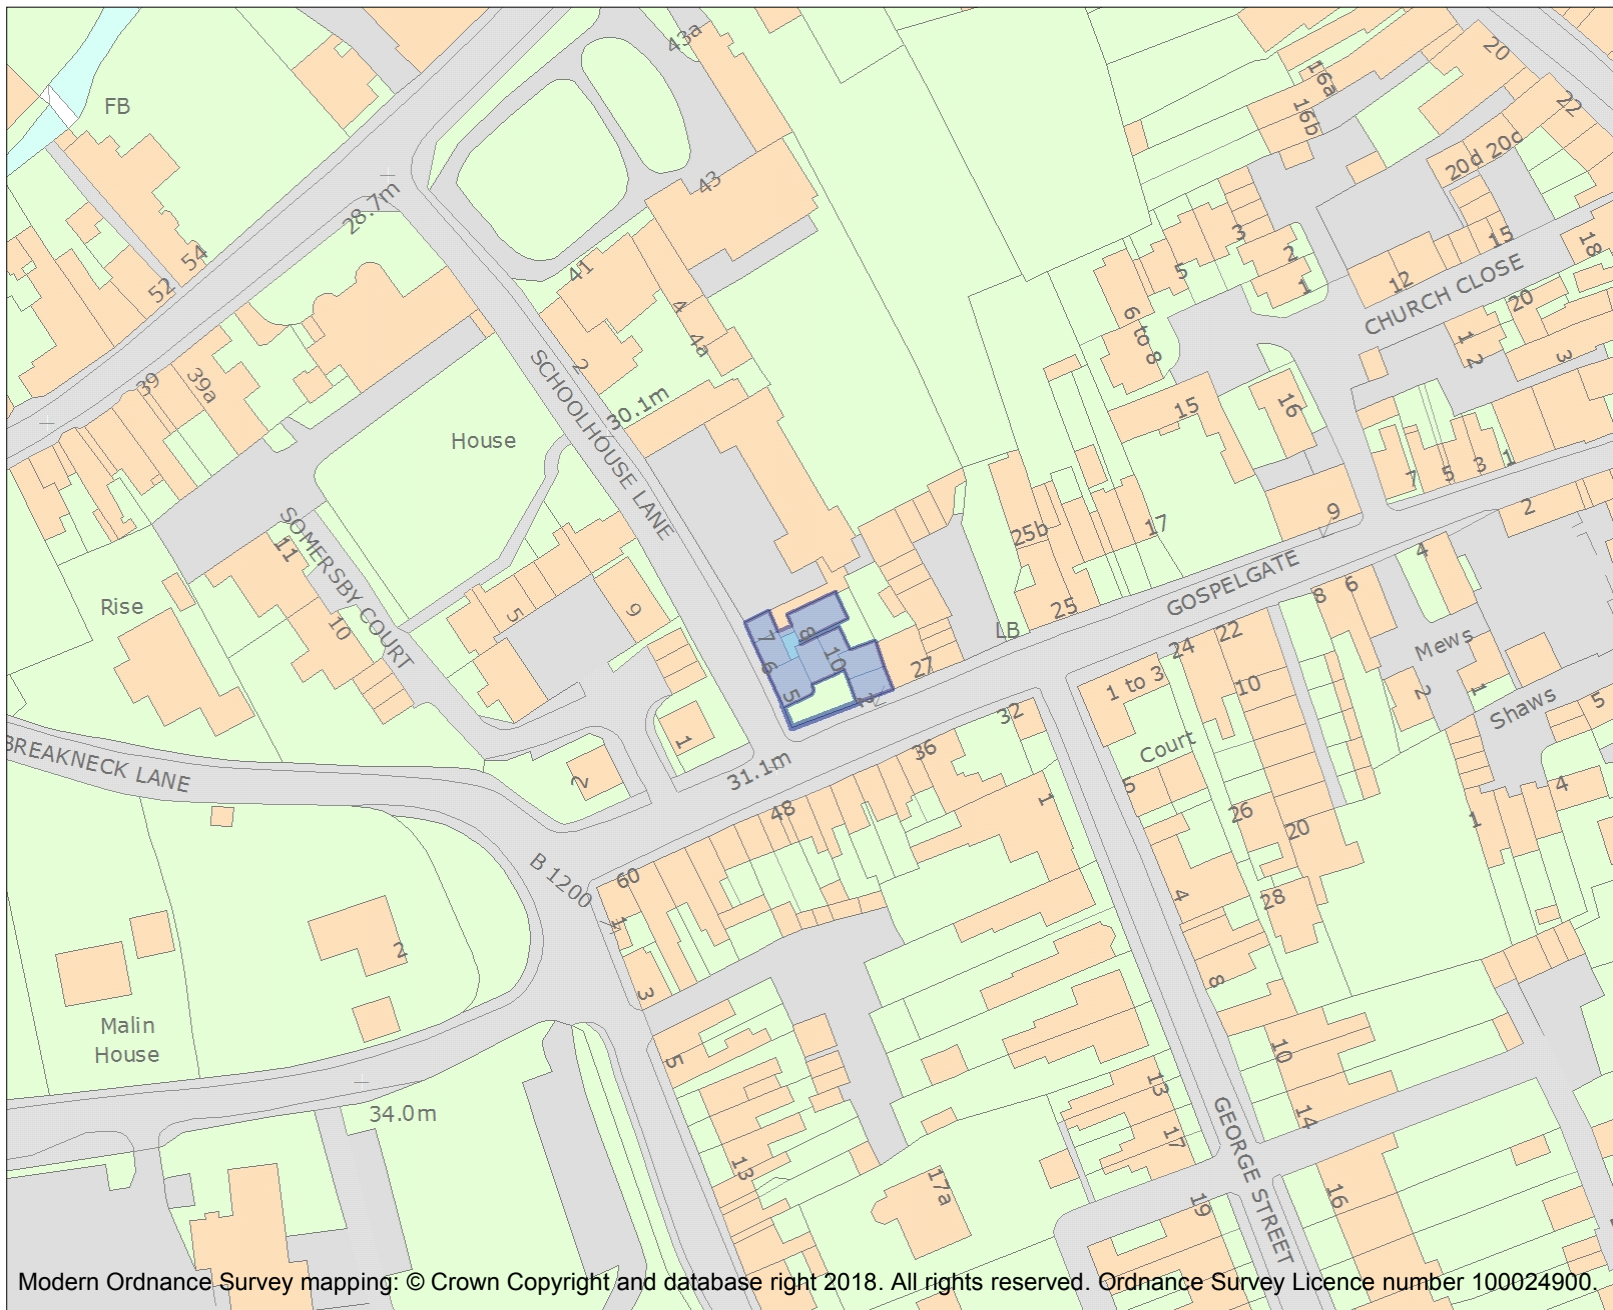 43a
20
16a
FB
16b
22
20d 20c
43
28.7m
3
15
18
54
2
41
5
52
1
12
CHURCH CLOSE
20
4
6 to 8
1
2
3
4a
2
SCHOOLHOUSE LANE
39
39a
30.1m
15
16
House
7
5
3
1
25b
17
9
2
SOMERSBY COURT
11
4
GOSPELGATE
6
8
Rise
5
9
25
10
LB
7
8
22
24
Mews
6
10
27
1 to 3
10
2
1
Shaws
5
5
12
32
Court
BREAKNECK LANE
1
31.1m
36
2
5
4
48
1
26
20
1
B 1200
60
4
28
1
2
3
8
Malin
House
5
10
13
34.0m
14
17
GEORGE STREET
13
17a
16
19
Modern Ordnance Survey mapping: © Crown Copyright and database right 2018. All rights reserved. Ordnance Survey Licence number 100024900.